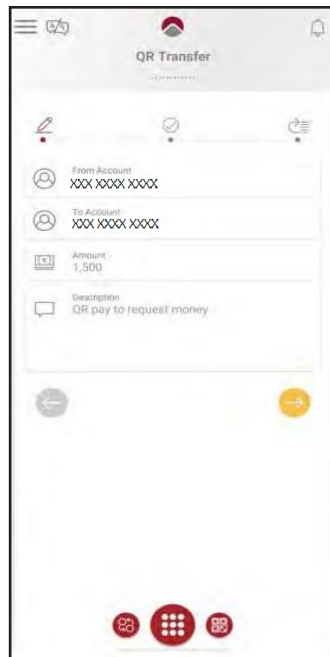 QR Transfer
From Account
XXX XXXX XXXX
To Account
XXX XXXX XXXX
Amount
1,500
Description
QR pay to request money